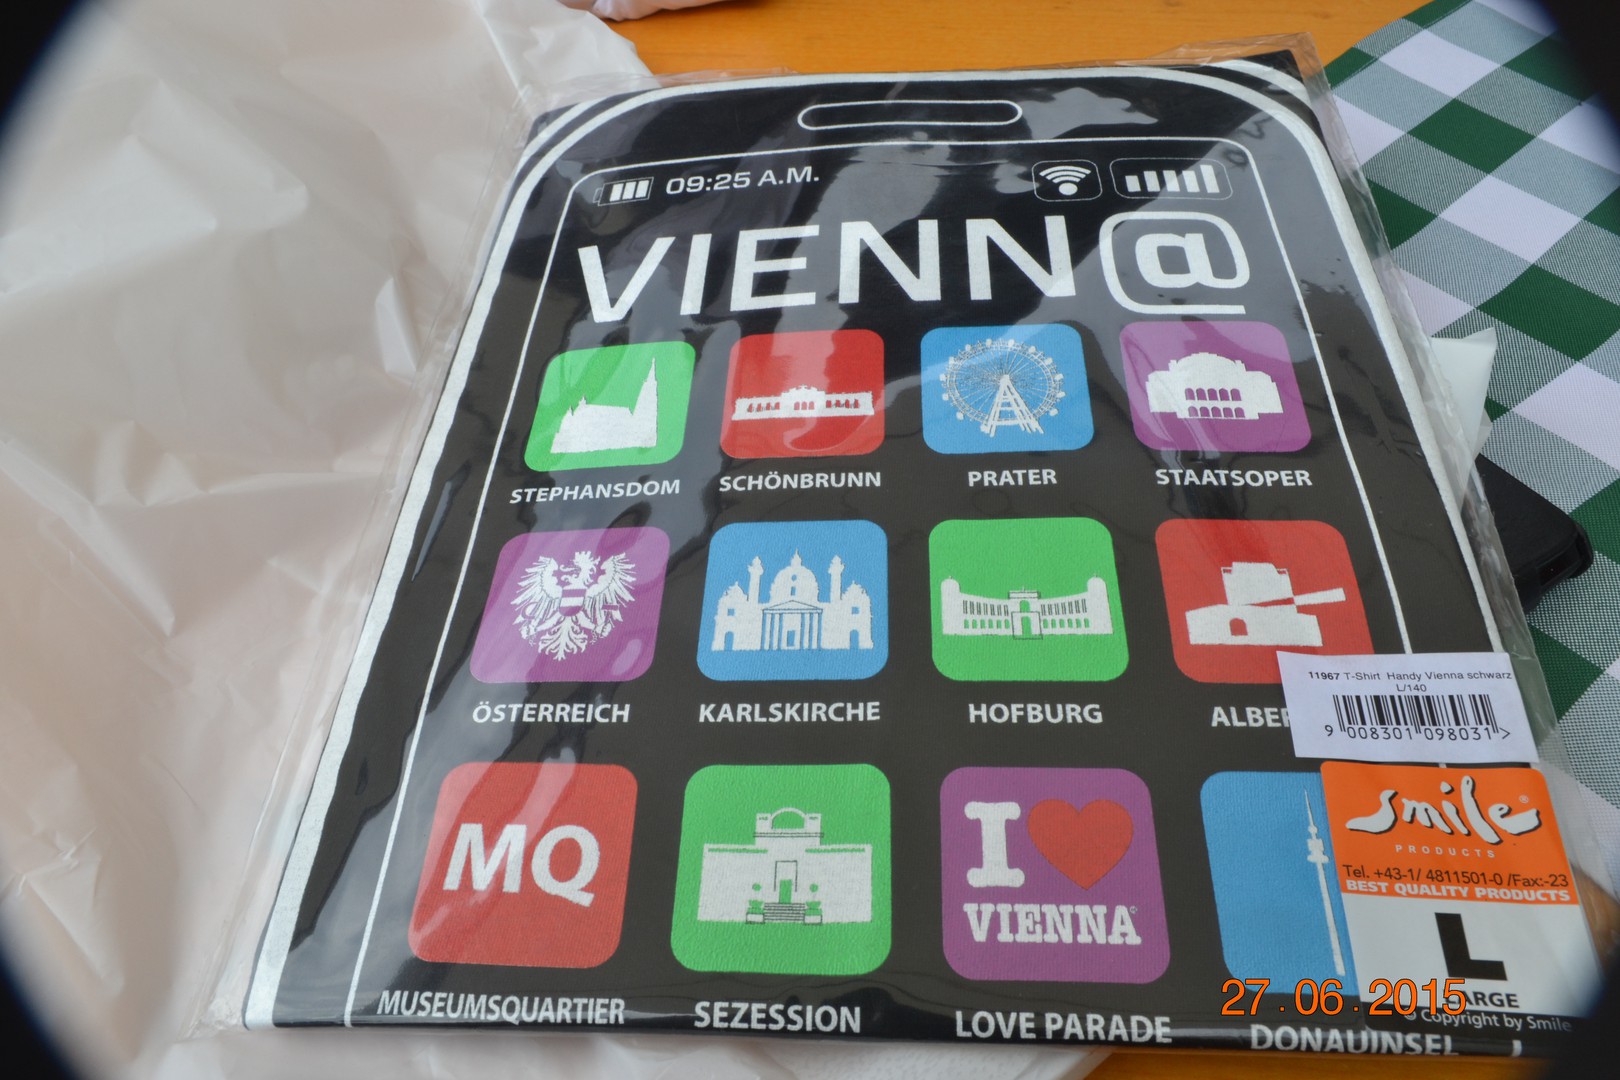 09:25 A.M.
VIENN@
STEPHANSDOM
SCHÖNBRUNN
PRATER
STAATSOPER
ÖSTERREICH
KARLSKIRCHE
HOFBURG
11967 T-Shirt Handy Vienna schwarz
L/140
9 008301 098031 >
MQ
I
VIENNA
Smile®
PRODUCTS
Tel. +43-1/ 4811501-0 /Fax:-23
BEST QUALITY PRODUCTS
L
MUSEUMSQUARTIER
SEZESSION
LOVE PARADE
DONAUINSEL
© Copyright by Smile
27.06.2015